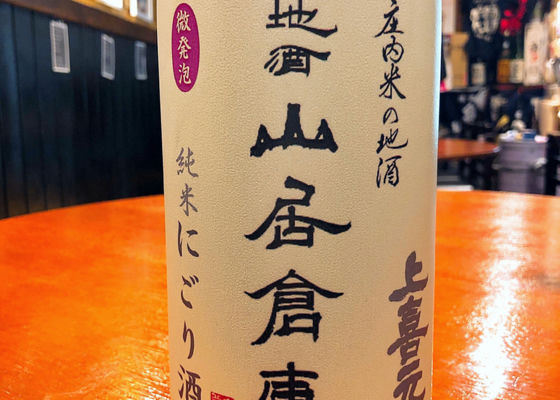 庄内米の地酒
上喜元
地酒
山居倉庫
微発泡
純米にごり酒